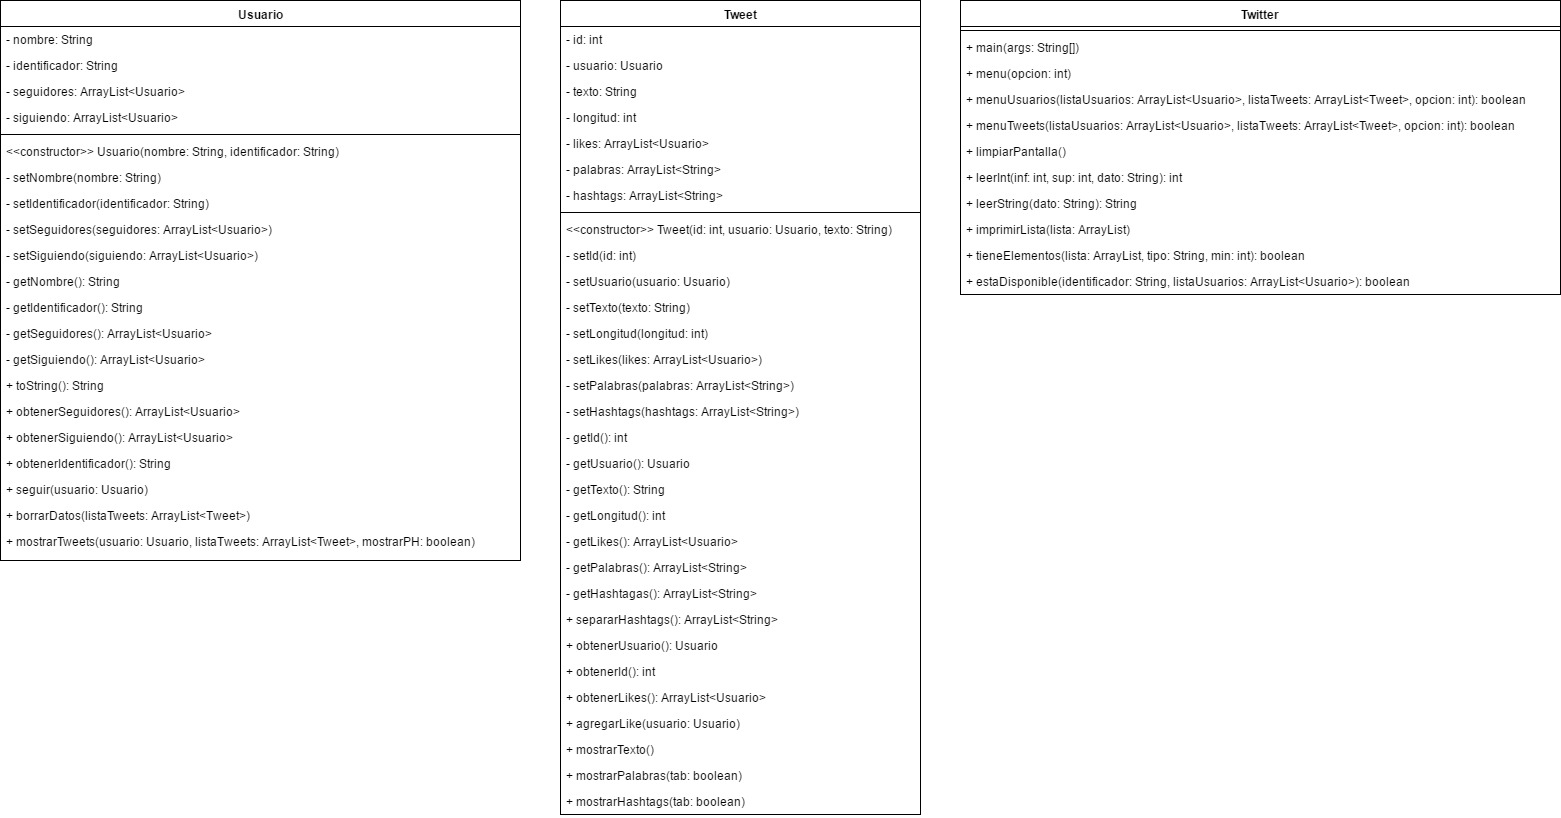 Usuario
- nombre: String
- identificador: String
- seguidores: ArrayList<Usuario>
- siguiendo: ArrayList<Usuario>
<<constructor>> Usuario(nombre: String, identificador: String)
- setNombre(nombre: String)
- setIdentificador(identificador: String)
- setSeguidores(seguidores: ArrayList<Usuario>)
- setSiguiendo(siguiendo: ArrayList<Usuario>)
- getNombre(): String
- getIdentificador(): String
- getSeguidores(): ArrayList<Usuario>
- getSiguiendo(): ArrayList<Usuario>
+ toString(): String
+ obtenerSeguidores(): ArrayList<Usuario>
+ obtenerSiguiendo(): ArrayList<Usuario>
+ obtenerIdentificador(): String
+ seguir(usuario: Usuario)
+ borrarDatos(listaTweets: ArrayList<Tweet>)
+ mostrarTweets(usuario: Usuario, listaTweets: ArrayList<Tweet>, mostrarPH: boolean)
Tweet
- id: int
- usuario: Usuario
- texto: String
- longitud: int
- likes: ArrayList<Usuario>
- palabras: ArrayList<String>
- hashtags: ArrayList<String>
<<constructor>> Tweet(id: int, usuario: Usuario, texto: String)
- setId(id: int)
- setUsuario(usuario: Usuario)
- setTexto(texto: String)
- setLongitud(longitud: int)
- setLikes(likes: ArrayList<Usuario>)
- setPalabras(palabras: ArrayList<String>)
- setHashtags(hashtags: ArrayList<String>)
- getId(): int
- getUsuario(): Usuario
- getTexto(): String
- getLongitud(): int
- getLikes(): ArrayList<Usuario>
- getPalabras(): ArrayList<String>
- getHashtagas(): ArrayList<String>
+ separarHashtags(): ArrayList<String>
+ obtenerUsuario(): Usuario
+ obtenerId(): int
+ obtenerLikes(): ArrayList<Usuario>
+ agregarLike(usuario: Usuario)
+ mostrarTexto()
+ mostrarPalabras(tab: boolean)
+ mostrarHashtags(tab: boolean)
Twitter
+ main(args: String[])
+ menu(opcion: int)
+ menuUsuarios(listaUsuarios: ArrayList<Usuario>, listaTweets: ArrayList<Tweet>, opcion: int): boolean
+ menuTweets(listaUsuarios: ArrayList<Usuario>, listaTweets: ArrayList<Tweet>, opcion: int): boolean
+ limpiarPantalla()
+ leerInt(inf: int, sup: int, dato: String): int
+ leerString(dato: String): String
+ imprimirLista(lista: ArrayList)
+ tieneElementos(lista: ArrayList, tipo: String, min: int): boolean
+ estaDisponible(identificador: String, listaUsuarios: ArrayList<Usuario>): boolean